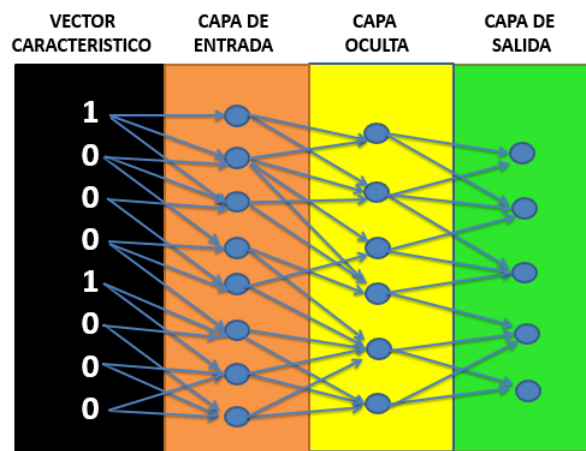 VECTOR
CARACTERISTICO
CAPA DE
ENTRADA
CAPA
OCULTA
CAPA DE
SALIDA
1
0
0
0
1
0
0
0